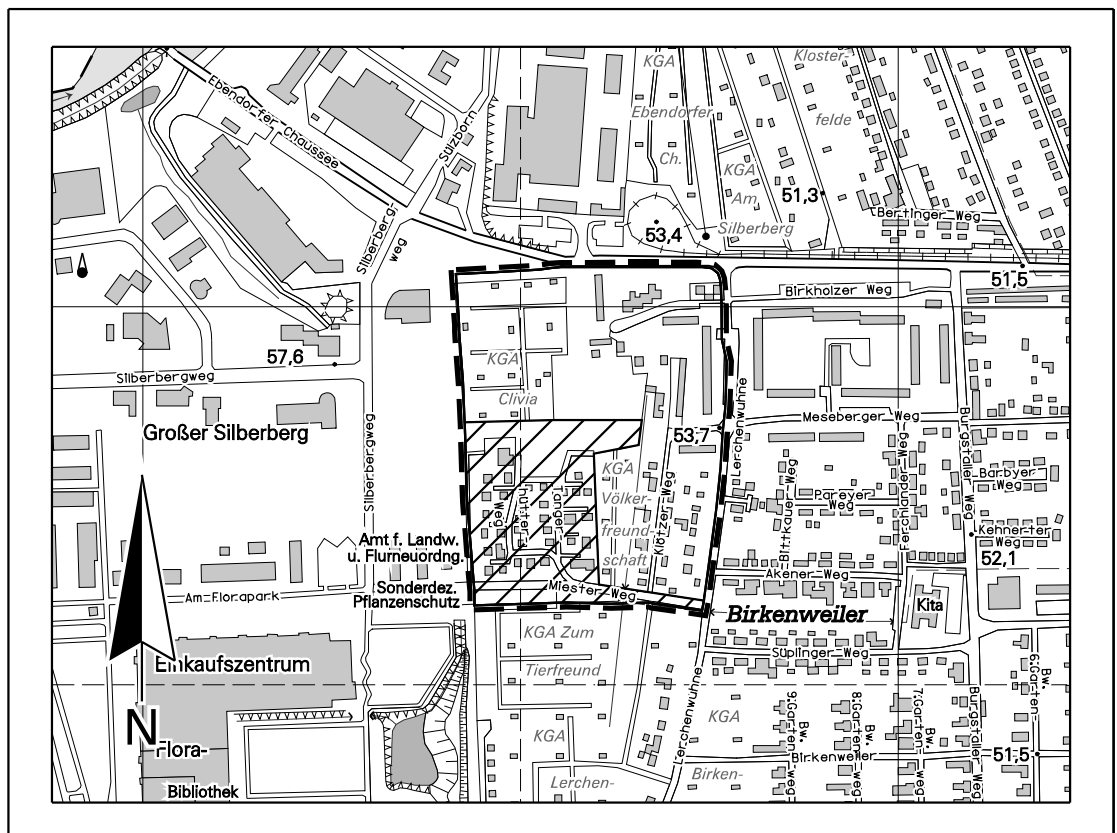 KGA
Kloster-
Ebendorfer Chaussee
Ebendorfer
felde
Sülzborn
Ch.
KGA
Am
51,3
Bertinger Weg
Silberberg-
weg
53,4
Silberberg
51,5
Birkholzer Weg
57,6
KGA
Clivia
Silberbergweg
Großer Silberberg
53,7
Lerchenwuhne
Meseberger Weg
Burgstaller Weg
Silberbergweg
KGA
Völker-
freund-
schaft
Klötzer Weg
Barbyer
Weg
Pareyer
Weg
Bittkauer Weg
Ferchlander Weg
Kehnerter
Weg
52,1
Amt f. Landw.
u. Flurneuordng.
Akener Weg
Sonderdez.
Pflanzenschutz
Miester Weg
Am Florapark
Birkenweiler
Kita
KGA Zum
Tierfreund
Süplinger Weg
Einkaufszentrum
Lerchenwuhne
KGA
9.Garten-weg
Bw.
8.Garten-weg
Bw.
7.Garten-weg
Bw.
Burgstaller Weg
6.Garten-
Bw.
N
Flora-
KGA
Birkenweiler
51,5
Bibliothek
Lerchen-
Birken-